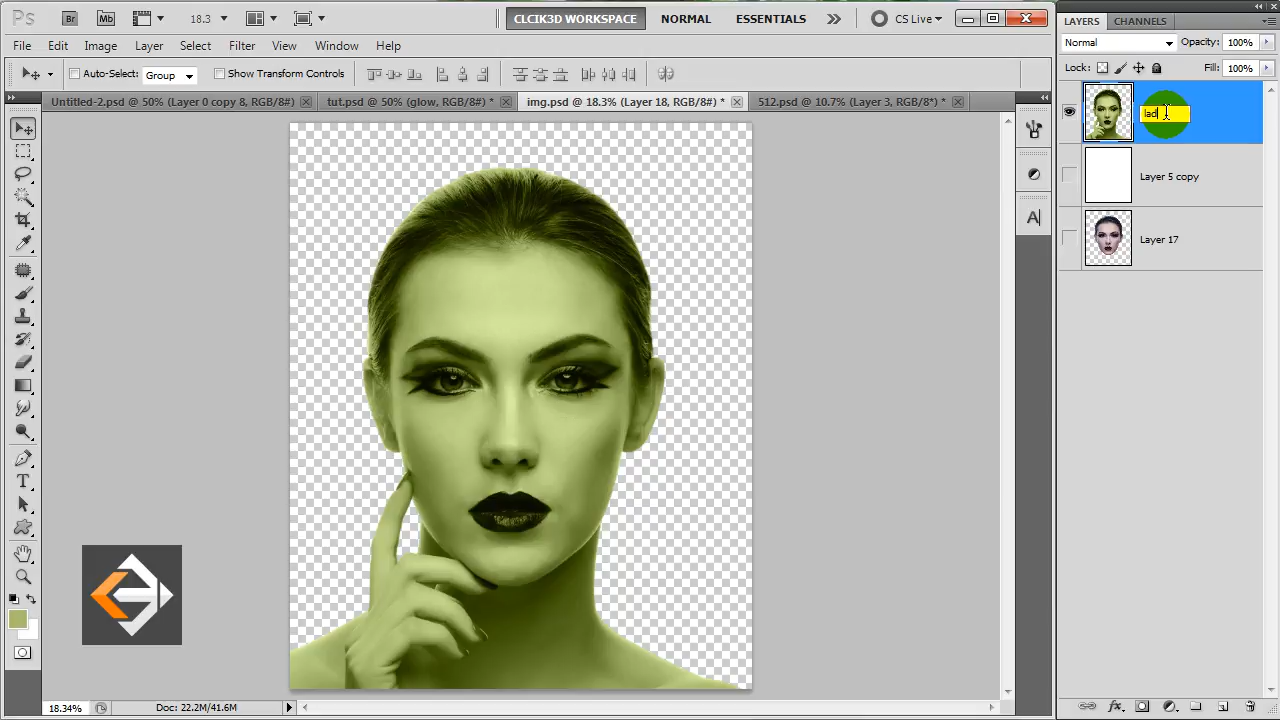 Ps Br Mb 18.3 CLCIK3D WORKSPACE NORMAL ESSENTIALS CS Live
File Edit Image Layer Select Filter View Window Help
Auto-Select: Group Show Transform Controls
Untitled-2.psd @ 50% (Layer 0 copy 8, RGB/8#) tut.psd @ 50% (glow, RGB/8#) * img.psd @ 18.3% (Layer 18, RGB/8#) * 512.psd @ 10.7% (Layer 3, RGB/8*) *
LAYERS CHANNELS
Normal Opacity: 100%
Lock: Fill: 100%
lad
Layer 5 copy
Layer 17
A
T
18.34% Doc: 22.2M/41.6M
fx